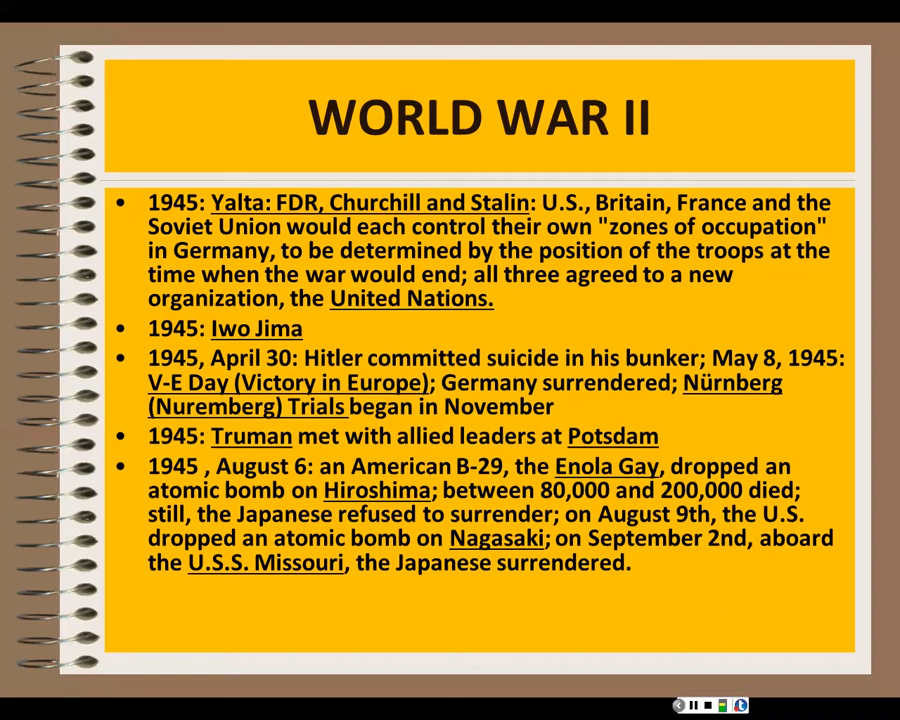 WORLD WAR II
• 1945: Yalta: FDR, Churchill and Stalin: U.S., Britain, France and the
Soviet Union would each control their own "zones of occupation"
in Germany, to be determined by the position of the troops at the
time when the war would end; all three agreed to a new
organization, the United Nations.
• 1945: Iwo Jima
• 1945, April 30: Hitler committed suicide in his bunker; May 8, 1945:
V-E Day (Victory in Europe); Germany surrendered; Nürnberg
(Nuremberg) Trials began in November
• 1945: Truman met with allied leaders at Potsdam
• 1945 , August 6: an American B-29, the Enola Gay, dropped an
atomic bomb on Hiroshima; between 80,000 and 200,000 died;
still, the Japanese refused to surrender; on August 9th, the U.S.
dropped an atomic bomb on Nagasaki; on September 2nd, aboard
the U.S.S. Missouri, the Japanese surrendered.